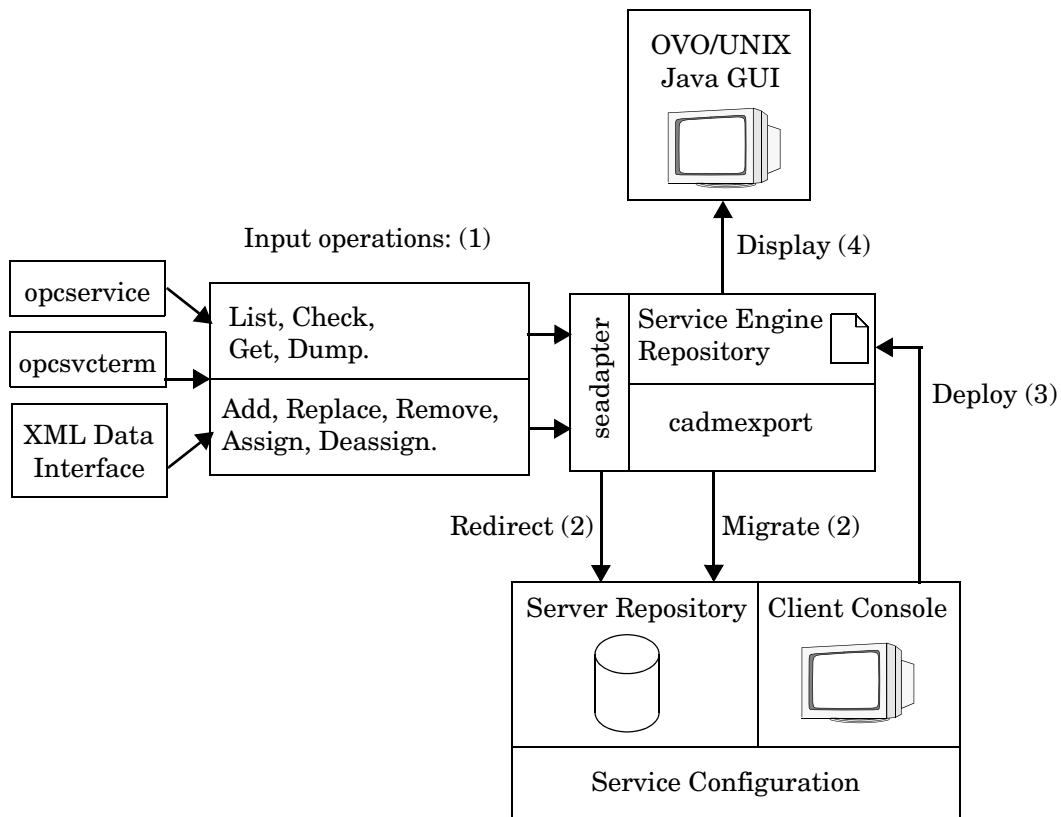 OVO/UNIX
Java GUI
Input operations: (1)
Display (4)
opcservice
opcsvcterm
XML Data
Interface
List, Check,
Get, Dump.
Add, Replace, Remove,
Assign, Deassign.
seadapter
Service Engine
Repository
cadmexport
Deploy (3)
Redirect (2)
Migrate (2)
Server Repository
Client Console
Service Configuration